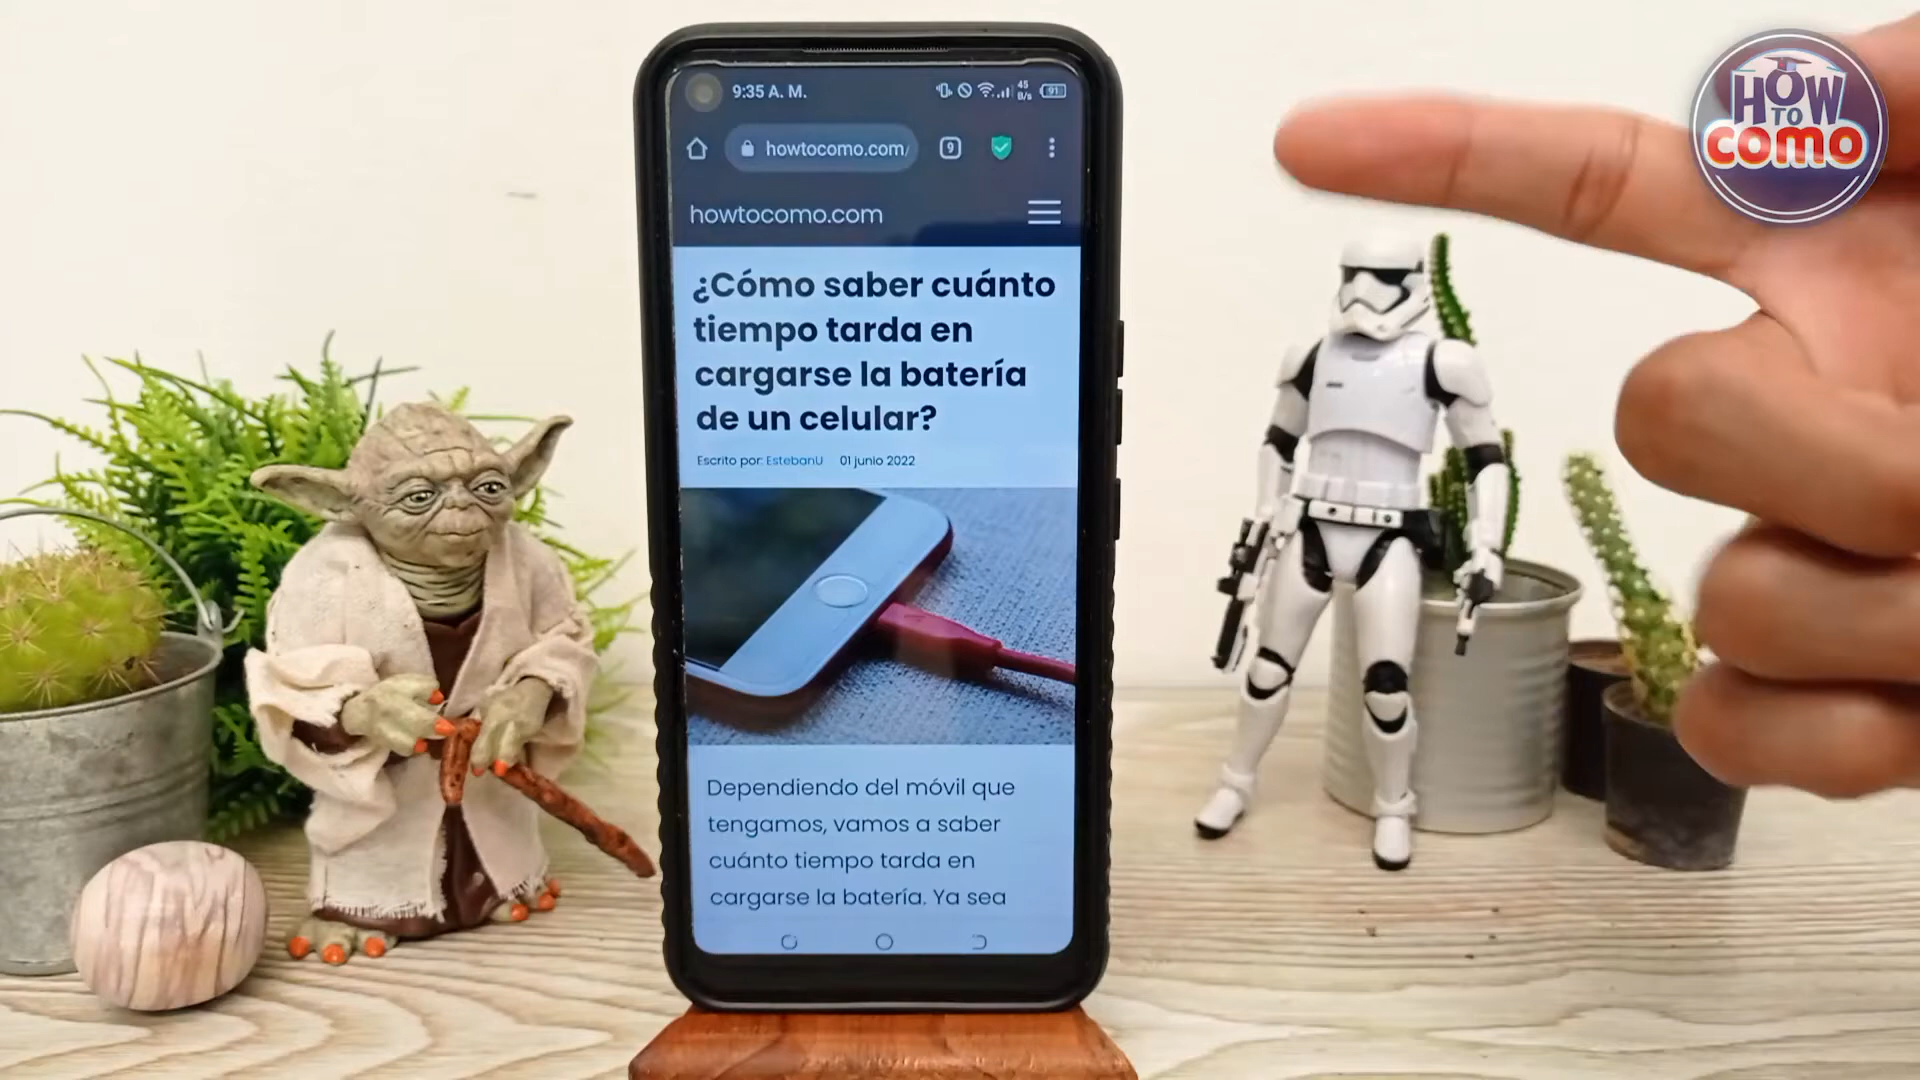 9:35 A. M.
45
B/s
91
howtocomo.com/
9
howtocomo.com
¿Cómo saber cuánto
tiempo tarda en
cargarse la batería
de un celular?
Escrito por: EstebanU 01 junio 2022
Dependiendo del móvil que
tengamos, vamos a saber
cuánto tiempo tarda en
cargarse la batería. Ya sea
HOW
TO
COMO